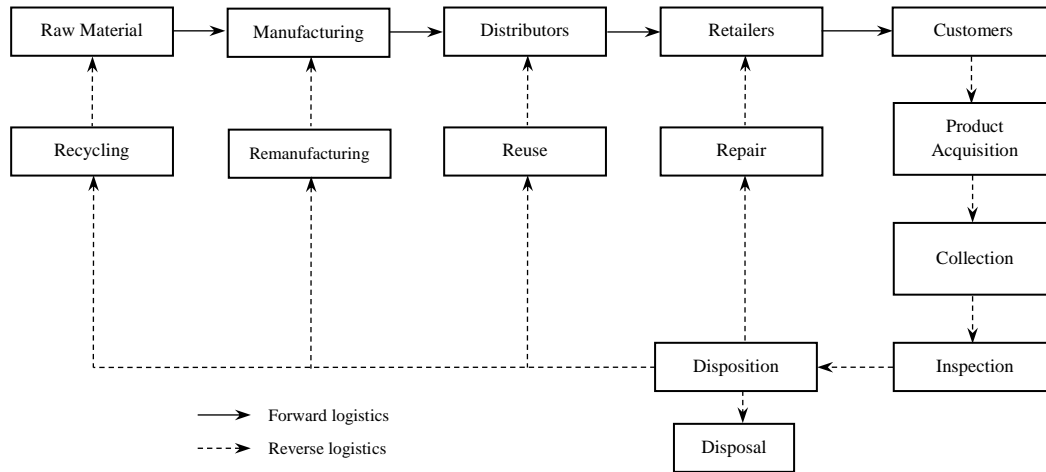 Raw Material
Manufacturing
Distributors
Retailers
Customers
Recycling
Remanufacturing
Reuse
Repair
Product
Acquisition
Collection
Disposition
Inspection
Forward logistics
Reverse logistics
Disposal